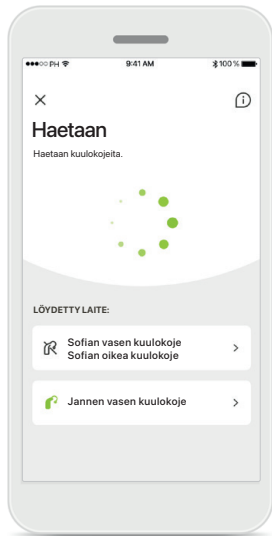 PH 9:41 AM 100 %
Haetaan
Haetaan kuulokojeita.
LÖYDETTY LAITE:
Sofian vasen kuulokoje
Sofian oikea kuulokoje
Jannen vasen kuulokoje